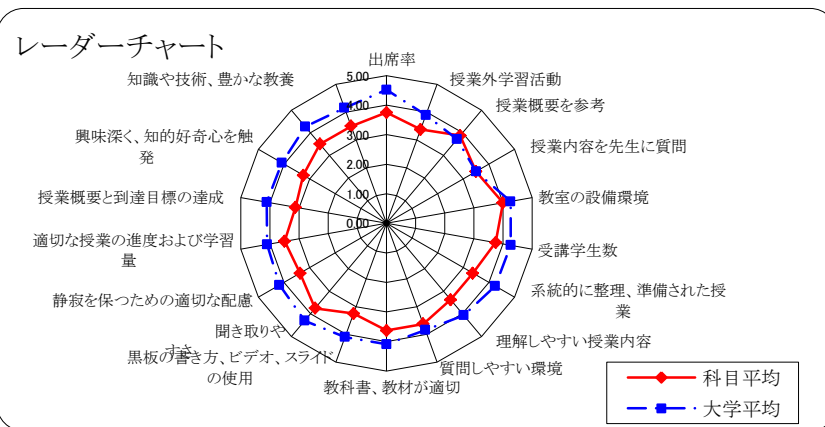 レーダーチャート
出席率
授業外学習活動
授業概要を参考
授業内容を先生に質問
教室の設備環境
受講学生数
系統的に整理、準備された授
業
理解しやすい授業内容
質問しやすい環境
教科書、教材が適切
黒板の書き方、ビデオ、スライド
の使用
聞き取りや
すさ
静寂を保つための適切な配慮
適切な授業の進度および学習
量
授業概要と到達目標の達成
興味深く、知的好奇心を触
発
知識や技術、豊かな教養
5.00
4.00
3.00
2.00
1.00
0.00
科目平均
大学平均